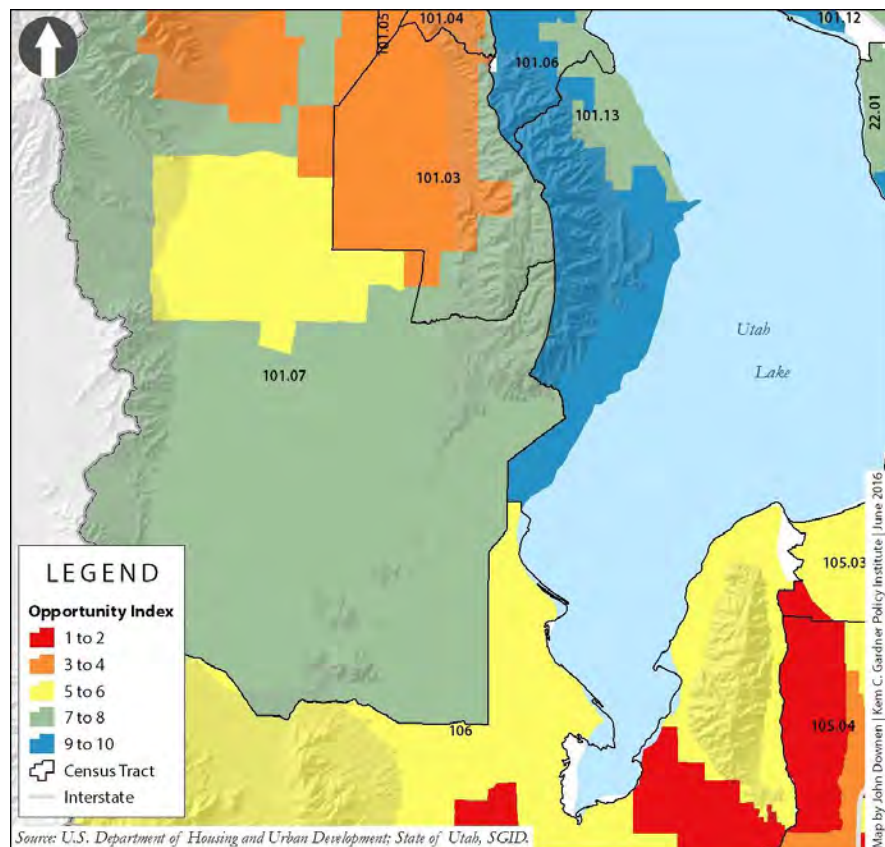 101.05
101.04
101.06
101.12
101.13
22.01
101.03
Utah
Lake
101.07
105.03
105.04
106
LEGEND
Opportunity Index
1 to 2
3 to 4
5 to 6
7 to 8
9 to 10
Census Tract
Interstate
Source: U.S. Department of Housing and Urban Development; State of Utah, SGID.
Map by John Downen | Kem C. Gardner Policy Institute | June 2016